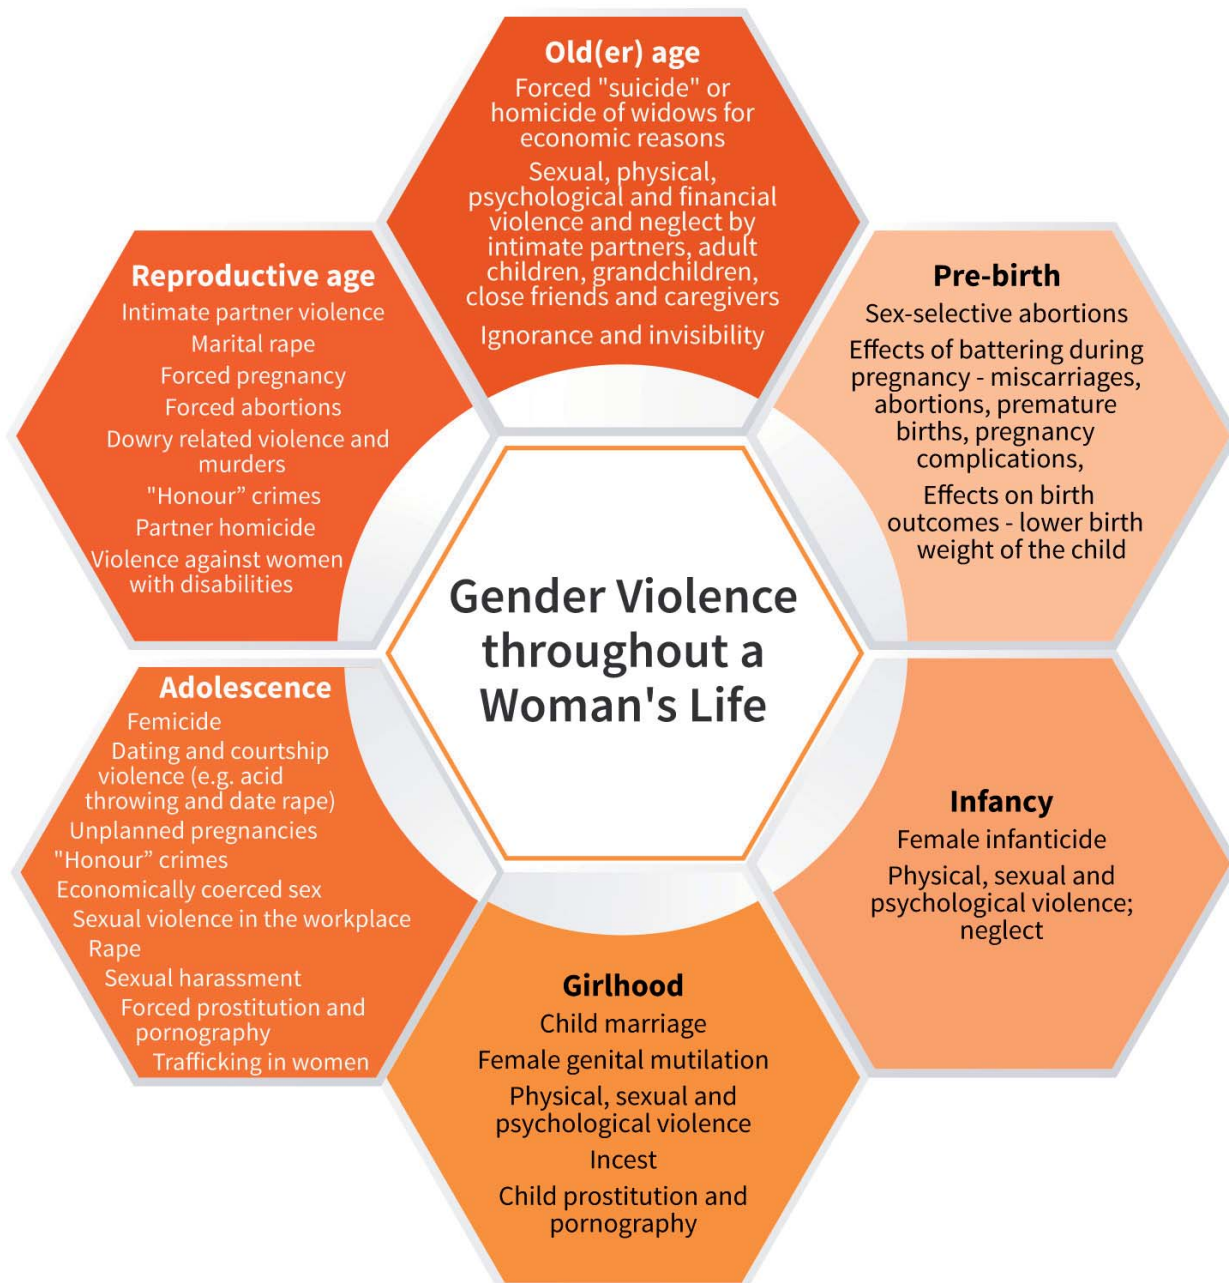 Old(er) age
Forced "suicide" or
homicide of widows for
economic reasons
Sexual, physical,
psychological and financial
violence and neglect by
intimate partners, adult
children, grandchildren,
close friends and caregivers
Ignorance and invisibility
Pre-birth
Sex-selective abortions
Effects of battering during
pregnancy - miscarriages,
abortions, premature
births, pregnancy
complications,
Effects on birth
outcomes - lower birth
weight of the child
Infancy
Female infanticide
Physical, sexual and
psychological violence;
neglect
Girlhood
Child marriage
Female genital mutilation
Physical, sexual and
psychological violence
Incest
Child prostitution and
pornography
Adolescence
Femicide
Dating and courtship
violence (e.g. acid
throwing and date rape)
Unplanned pregnancies
"Honour” crimes
Economically coerced sex
Sexual violence in the workplace
Rape
Sexual harassment
Forced prostitution and
pornography
Trafficking in women
Reproductive age
Intimate partner violence
Marital rape
Forced pregnancy
Forced abortions
Dowry related violence and
murders
"Honour” crimes
Partner homicide
Violence against women
with disabilities
Gender Violence
throughout a
Woman's Life